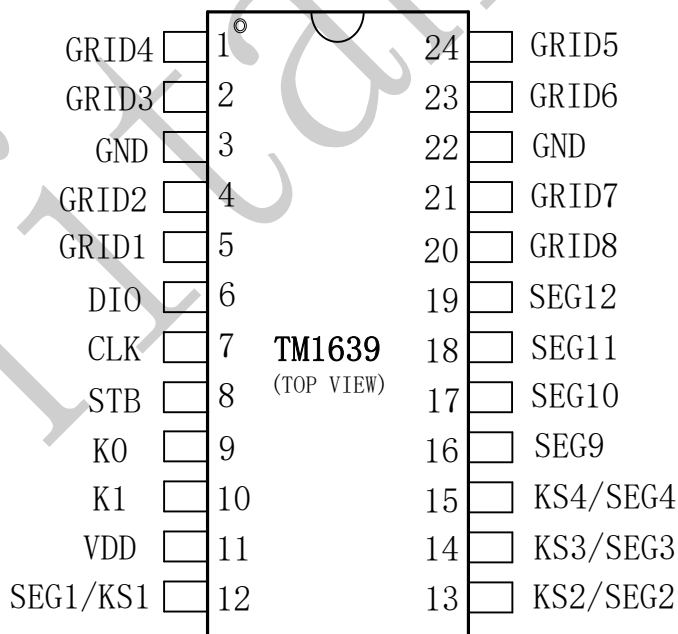 GRID4 1 24 GRID5
GRID3 2 23 GRID6
GND 3 22 GND
GRID2 4 21 GRID7
GRID1 5 20 GRID8
DIO 6 19 SEG12
CLK 7 TM1639 18 SEG11
STB 8 (TOP VIEW) 17 SEG10
K0 9 16 SEG9
K1 10 15 KS4/SEG4
VDD 11 14 KS3/SEG3
SEG1/KS1 12 13 KS2/SEG2